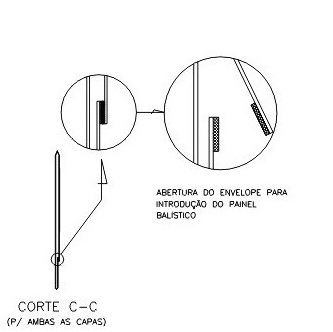 ABERTURA DO ENVELOPE PARA
INTRODUÇÃO DO PAINEL
BALÍSTICO
CORTE C-C
(P/ AMBAS AS CAPAS)